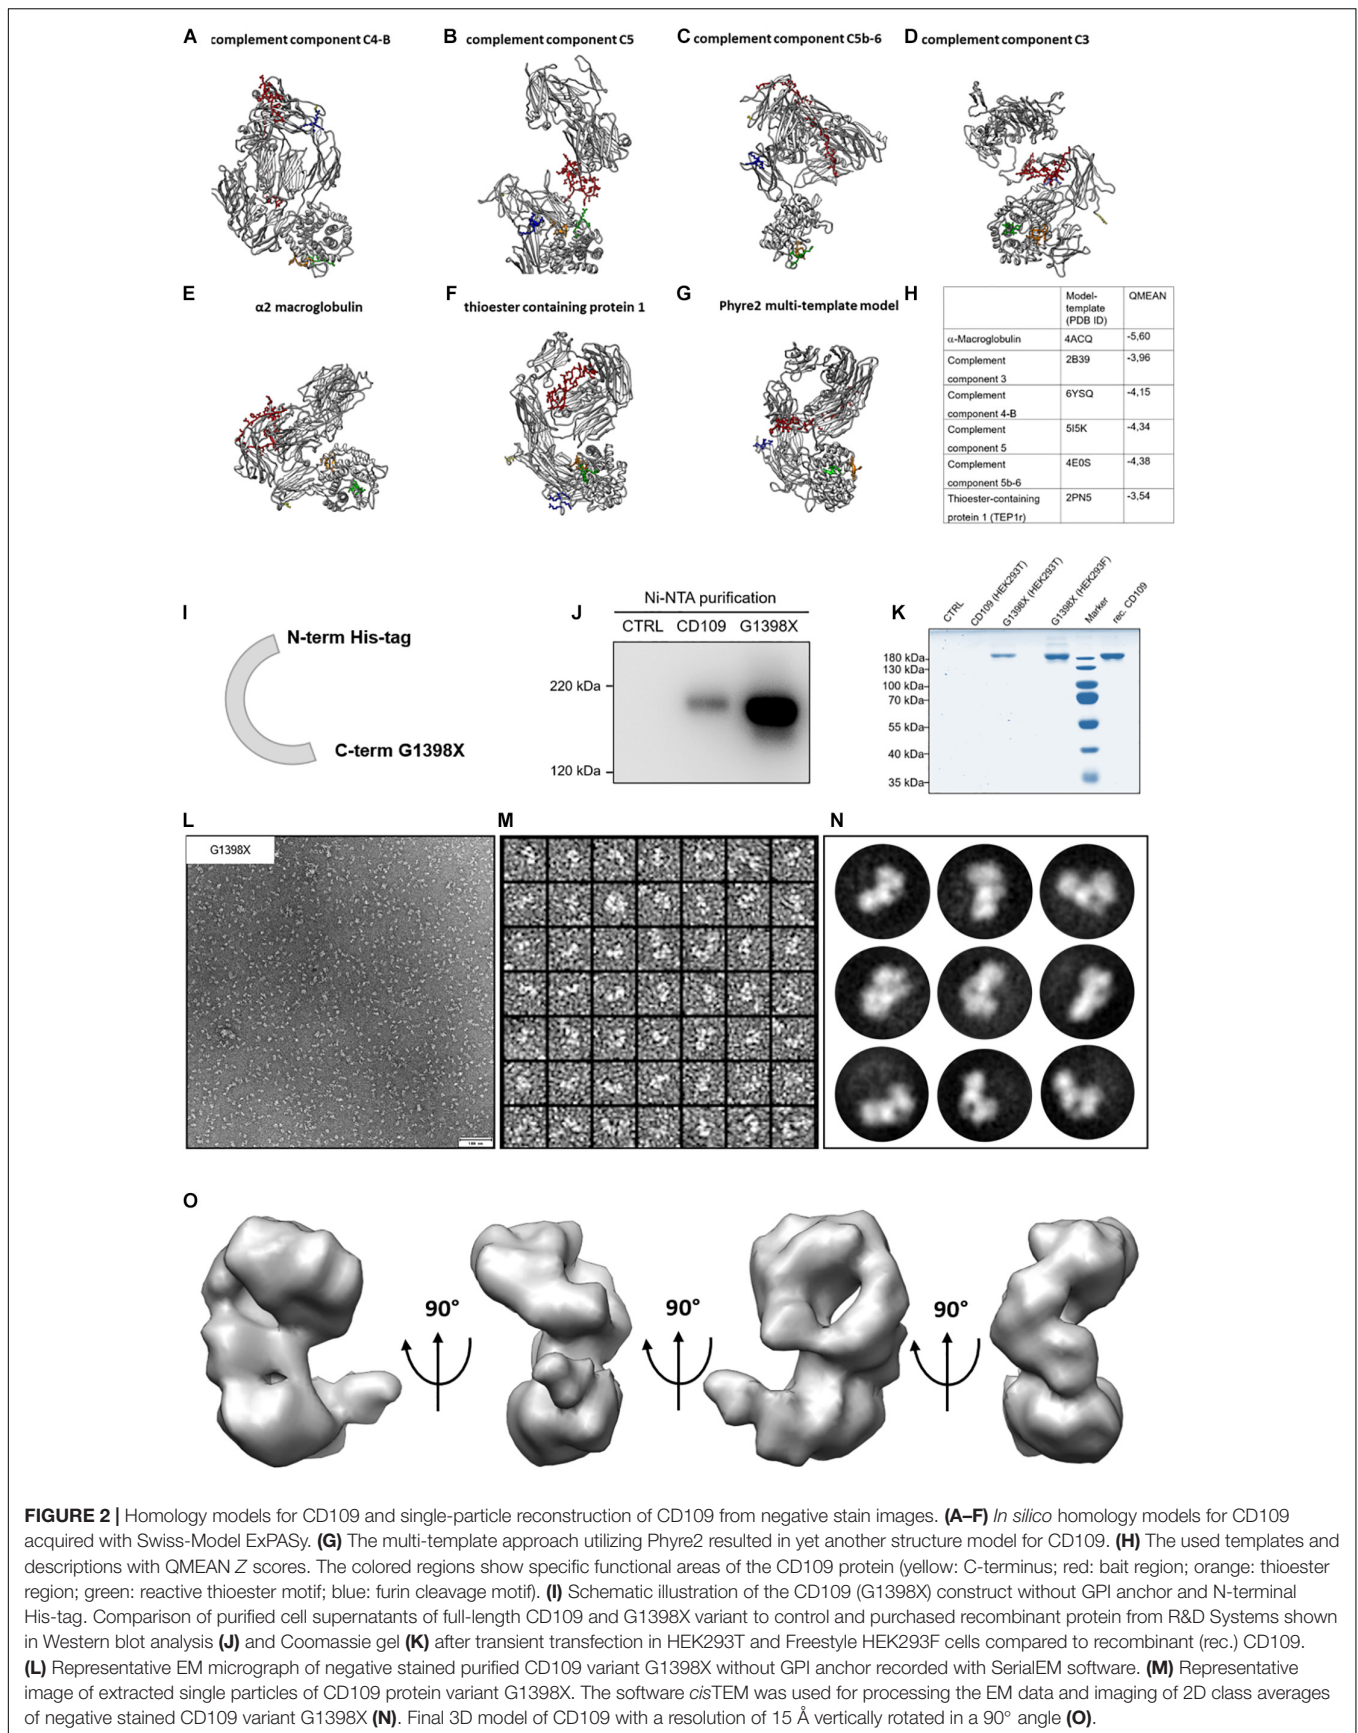 A complement component C4-B
B complement component C5
C complement component C5b-6
D complement component C3
E α2 macroglobulin
F thioester containing protein 1
G Phyre2 multi-template model
H
Model-template (PDB ID) QMEAN
α-Macroglobulin 4ACQ -5,60
Complement component 3 2B39 -3,96
Complement component 4-B 6YSQ -4,15
Complement component 5 5I5K -4,34
Complement component 5b-6 4E0S -4,38
Thioester-containing protein 1 (TEP1r) 2PN5 -3,54
I
N-term His-tag
C-term G1398X
J
Ni-NTA purification
CTRL CD109 G1398X
220 kDa
120 kDa
K
CTRL
CD109 (HEK293T)
G1398X (HEK293T)
G1398X (HEK293F)
Marker
rec. CD109
180 kDa
130 kDa
100 kDa
70 kDa
55 kDa
40 kDa
35 kDa
L
G1398X
100 nm
M
N
O
90°
90°
90°
FIGURE 2 | Homology models for CD109 and single-particle reconstruction of CD109 from negative stain images. (A–F) In silico homology models for CD109
acquired with Swiss-Model ExPASy. (G) The multi-template approach utilizing Phyre2 resulted in yet another structure model for CD109. (H) The used templates and
descriptions with QMEAN Z scores. The colored regions show specific functional areas of the CD109 protein (yellow: C-terminus; red: bait region; orange: thioester
region; green: reactive thioester motif; blue: furin cleavage motif). (I) Schematic illustration of the CD109 (G1398X) construct without GPI anchor and N-terminal
His-tag. Comparison of purified cell supernatants of full-length CD109 and G1398X variant to control and purchased recombinant protein from R&D Systems shown
in Western blot analysis (J) and Coomassie gel (K) after transient transfection in HEK293T and Freestyle HEK293F cells compared to recombinant (rec.) CD109.
(L) Representative EM micrograph of negative stained purified CD109 variant G1398X without GPI anchor recorded with SerialEM software. (M) Representative
image of extracted single particles of CD109 protein variant G1398X. The software cisTEM was used for processing the EM data and imaging of 2D class averages
of negative stained CD109 variant G1398X (N). Final 3D model of CD109 with a resolution of 15 Å vertically rotated in a 90° angle (O).